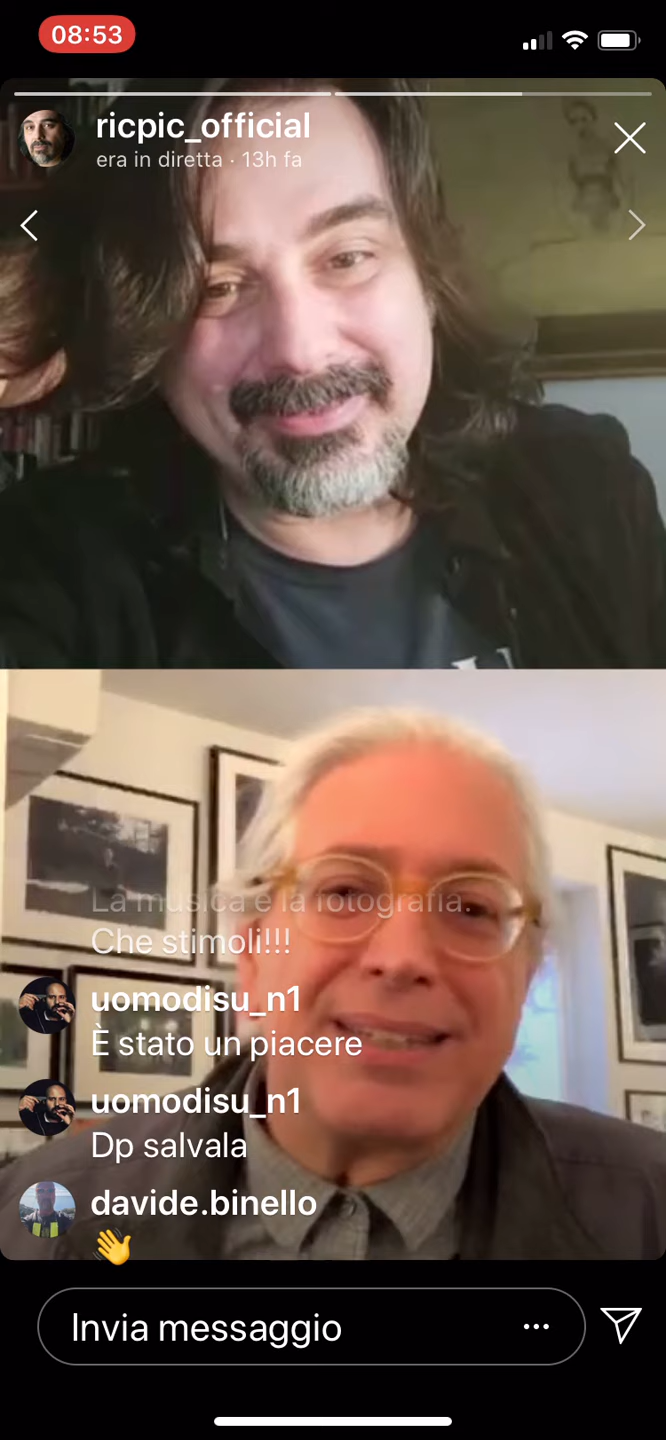 08:53
ricpic_official
era in diretta · 13h fa
La musica e la fotografia
Che stimoli!!!
uomodisu_n1
È stato un piacere
uomodisu_n1
Dp salvala
davide.binello
👋
Invia messaggio